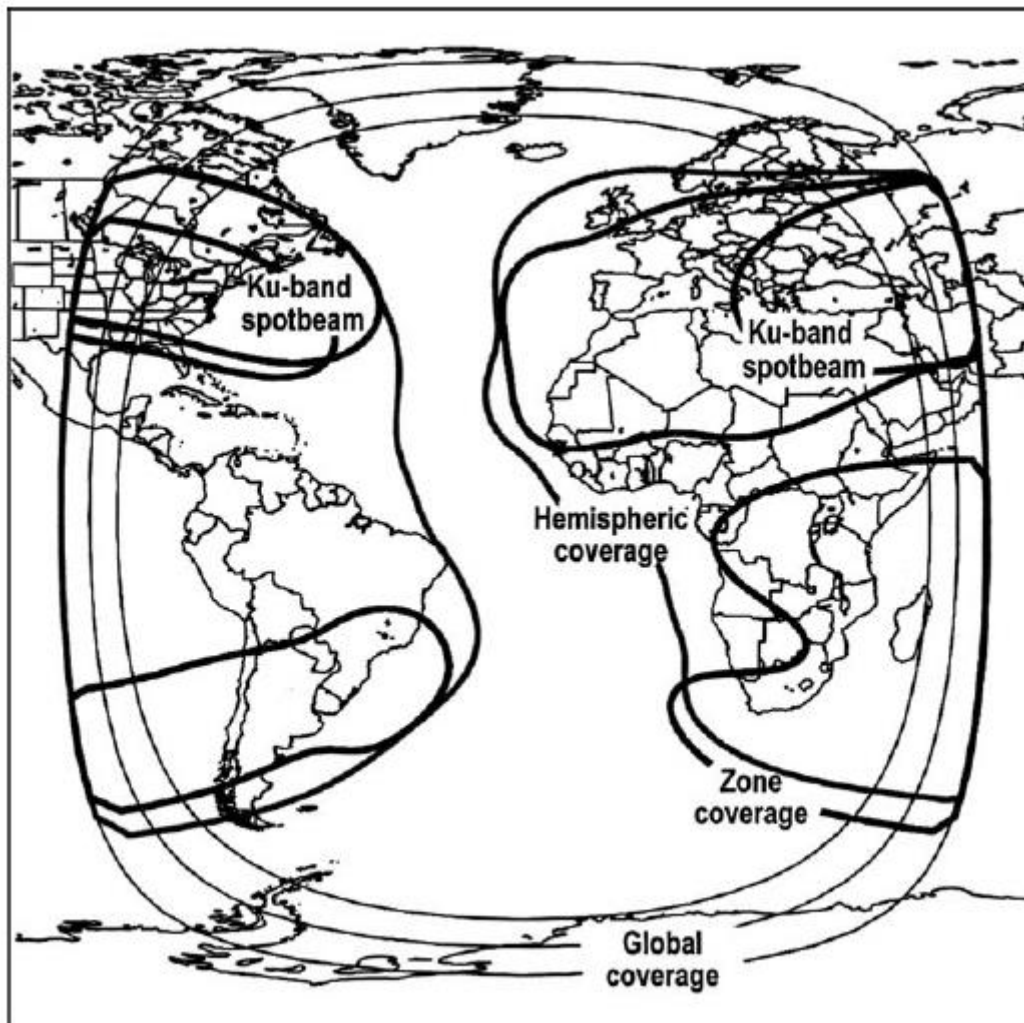 Ku-band
spotbeam
Ku-band
spotbeam
Hemispheric
coverage
Zone
coverage
Global
coverage